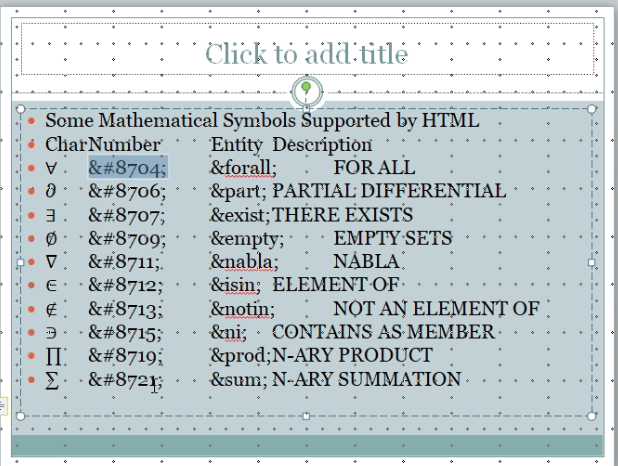 Click to add title
Some Mathematical Symbols Supported by HTML
Char Number Entity Description
∀ &#8704; &forall; FOR ALL
∂ &#8706; &part; PARTIAL DIFFERENTIAL
∃ &#8707; &exist; THERE EXISTS
∅ &#8709; &empty; EMPTY SETS
∇ &#8711; &nabla; NABLA
∈ &#8712; &isin; ELEMENT OF
∉ &#8713; &notin; NOT AN ELEMENT OF
∋ &#8715; &ni; CONTAINS AS MEMBER
∏ &#8719; &prod; N-ARY PRODUCT
∑ &#8721; &sum; N-ARY SUMMATION